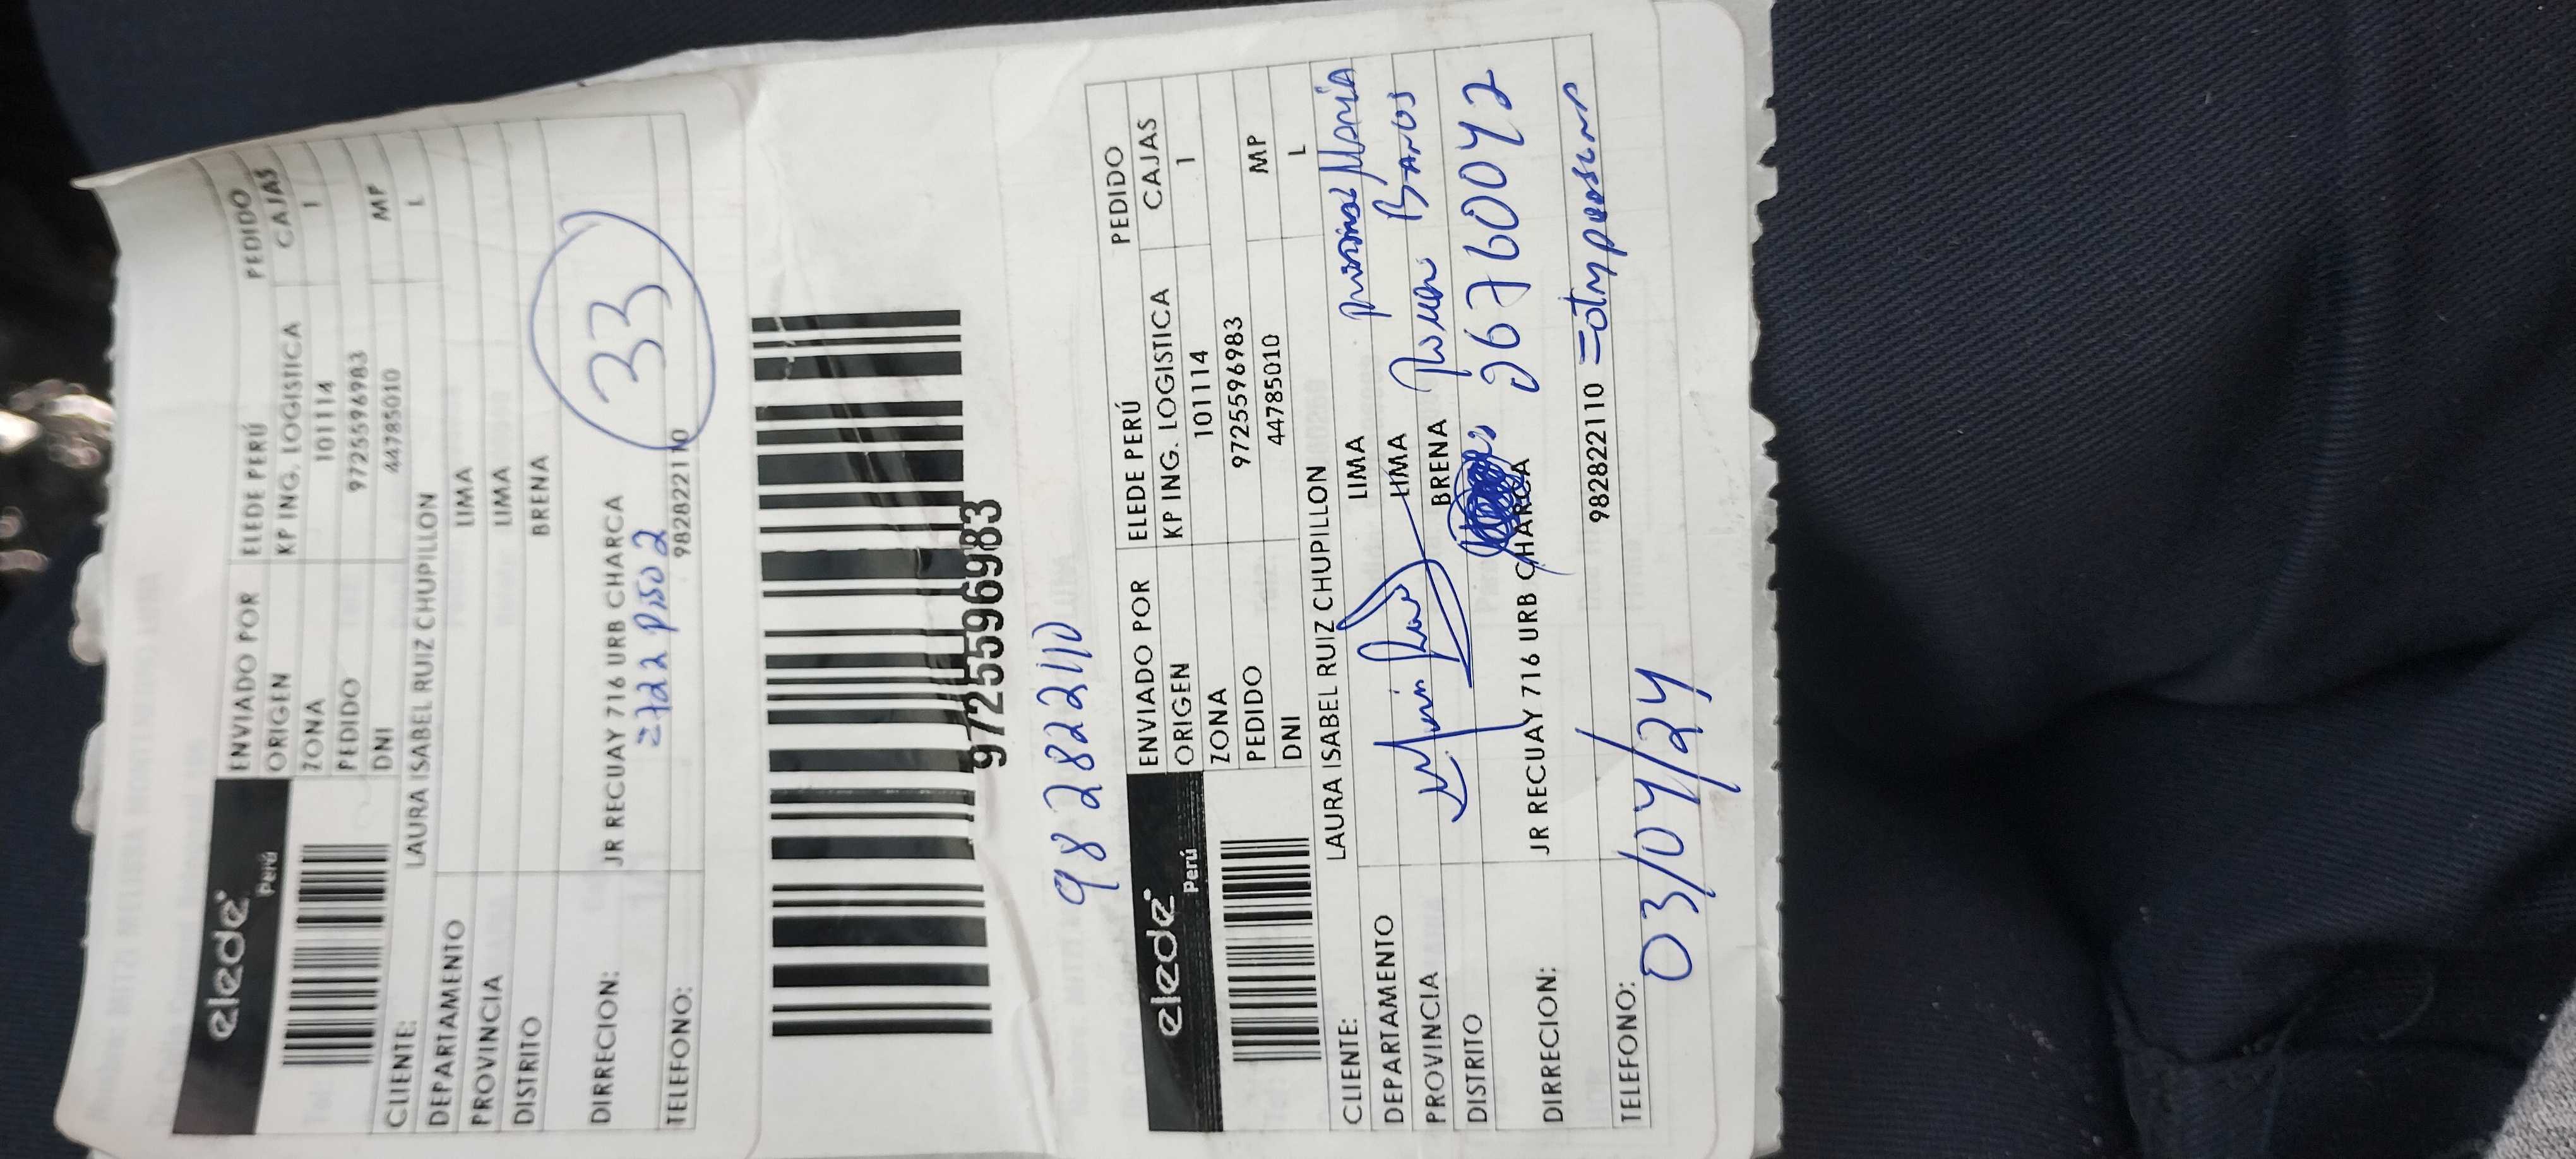 elede
Perú
ENVIADO POR ELEDE PERÚ PEDIDO
ORIGEN KP ING. LOGISTICA CAJAS
ZONA 101114 1
PEDIDO 9725596983
DNI 44785010 MP
CLIENTE: LAURA ISABEL RUIZ CHUPILLON L
DEPARTAMENTO LIMA
PROVINCIA LIMA
DISTRITO BRENA
33
DIRRECION: JR RECUAY 716 URB CHARCA
2722 PISO 2
TELEFONO: 982822110
9725596983
982822110
elede
Perú
ENVIADO POR ELEDE PERÚ PEDIDO
ORIGEN KP ING. LOGISTICA CAJAS
ZONA 101114 1
PEDIDO 9725596983
DNI 44785010 MP
CLIENTE: LAURA ISABEL RUIZ CHUPILLON L
DEPARTAMENTO LIMA María
PROVINCIA LIMA
DISTRITO BRENA
26760042
DIRRECION: JR RECUAY 716 URB CHARCA
TELEFONO: 982822110
03/04/24